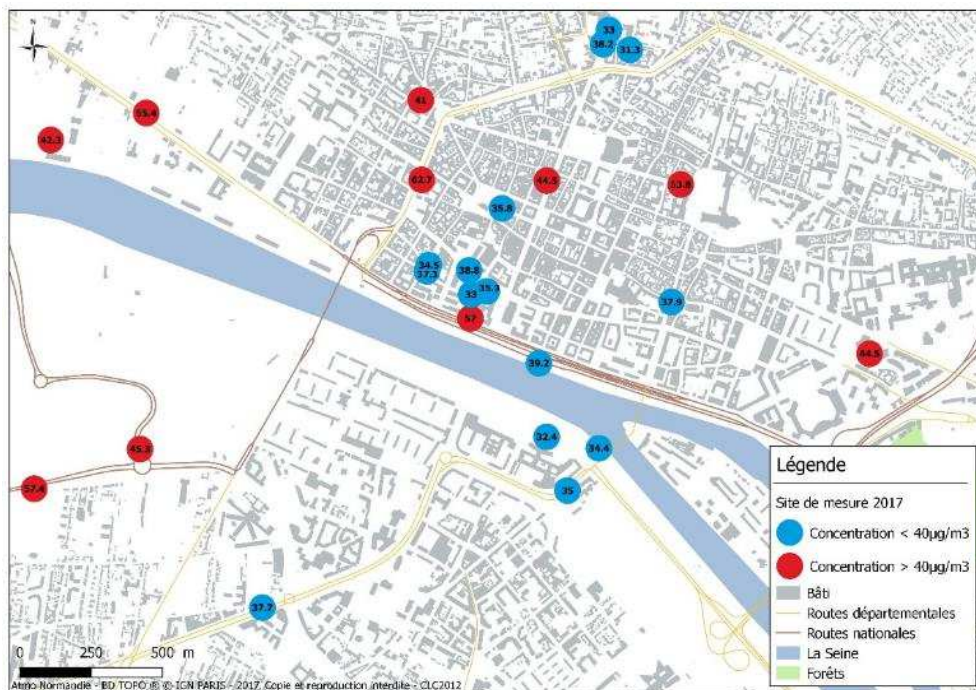 N
33
38.2
31.3
41
55.4
42.3
62.7
44.5
53.8
35.8
34.5
37.3
38.8
35.3
33
37.9
52
44.5
39.2
32.4
34.4
45.3
57.4
35
37.7
Légende
Site de mesure 2017
Concentration < 40µg/m3
Concentration > 40µg/m3
Bâti
Routes départementales
Routes nationales
La Seine
Forêts
0 250 500 m
Atmo Normandie - BD TOPO ® © IGN PARIS - 2017, Copie et reproduction interdite - CLC2012